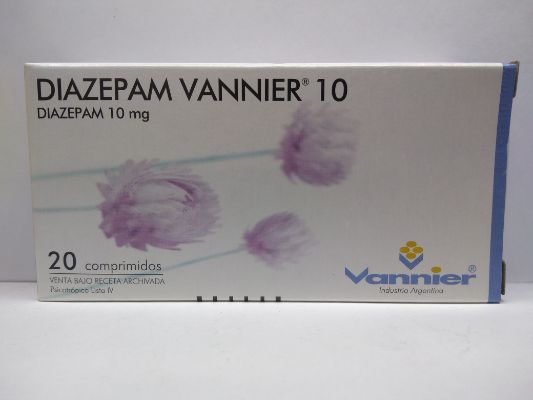 DIAZEPAM VANNIER® 10
DIAZEPAM 10 mg
20 comprimidos
VENTA BAJO RECETA ARCHIVADA
Psicotrópico Lista IV
Vannier®
Industria Argentina